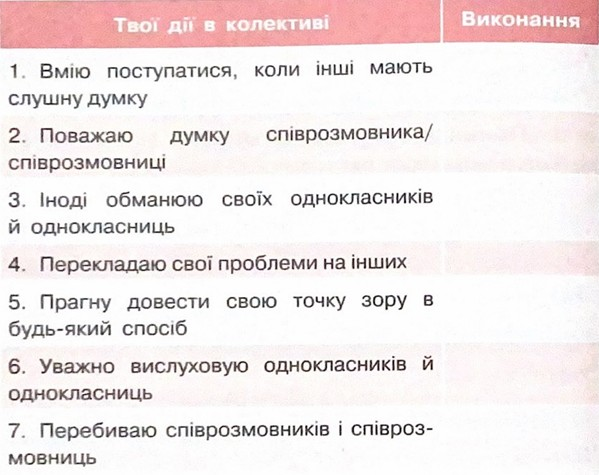 Твої дії в колективі Виконання
1. Вмію поступатися, коли інші мають
слушну думку
2. Поважаю думку співрозмовника/
співрозмовниці
3. Іноді обманюю своїх однокласників
й однокласниць
4. Перекладаю свої проблеми на інших
5. Прагну довести свою точку зору в
будь-який спосіб
6. Уважно вислуховую однокласників й
однокласниць
7. Перебиваю співрозмовників і співроз-
мовниць